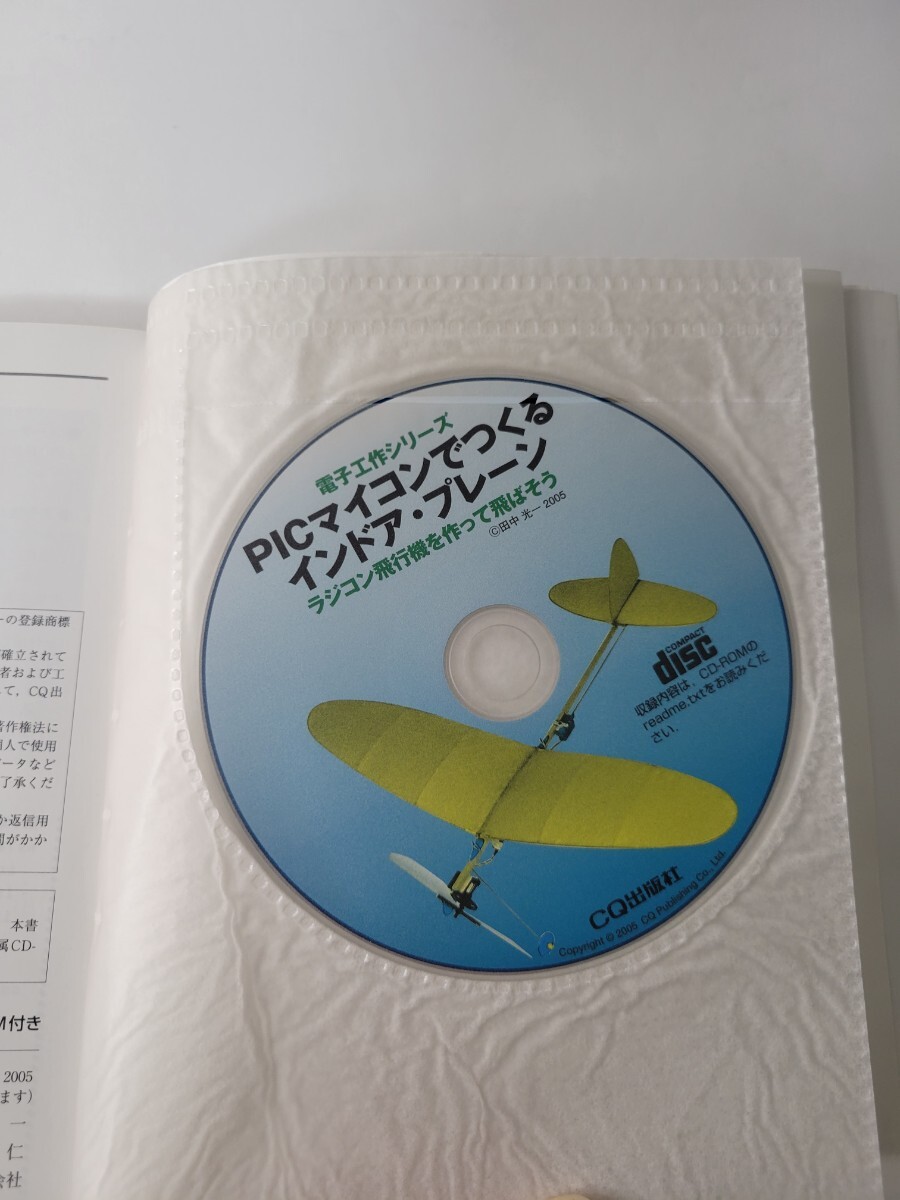 ーの登録商標
確立されて
者および工
て，CQ出
著作権法に
個人で使用
データなど
了承くだ
か返信用
間がかか
本書
属CD-
M付き
2005
ます）
一
仁
会社
電子工作シリーズ
PICマイコンでつくる
インドア・プレーン
ラジコン飛行機を作って飛ばそう
©田中 光一 2005
COMPACT
disc
収録内容は，CD-ROMの
readme.txtをお読みくだ
さい．
CQ出版社
Copyright © 2005 CQ Publishing Co., Ltd.